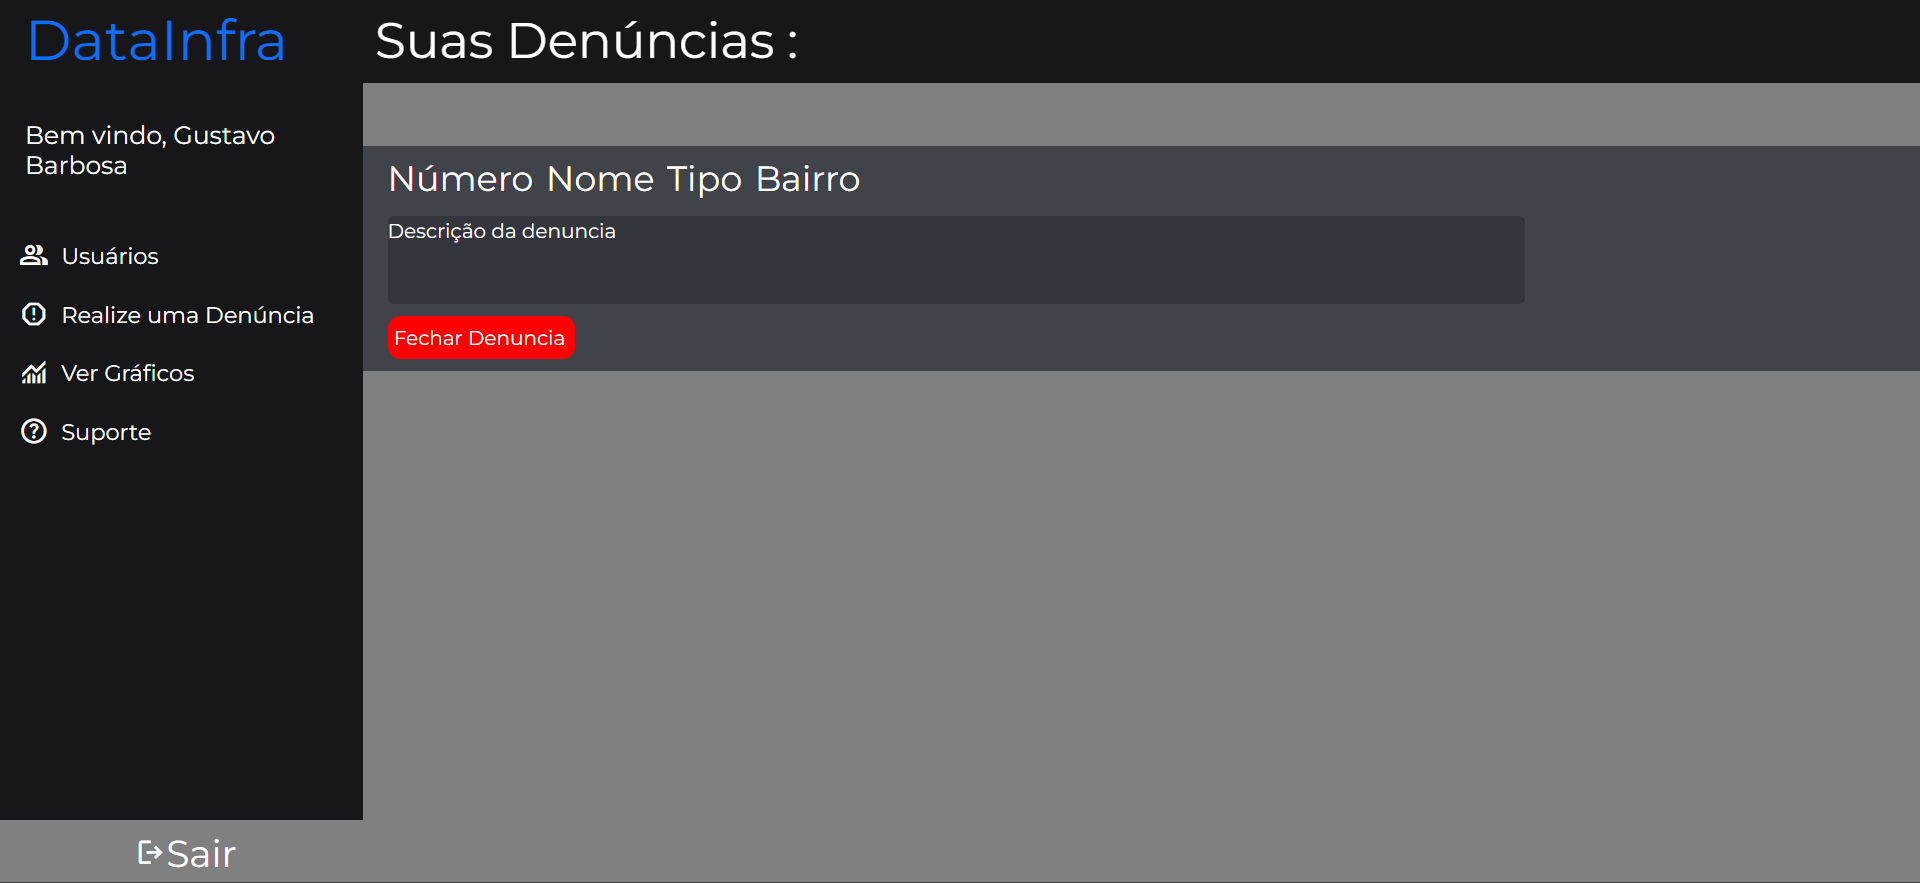 DataInfra
Bem vindo, Gustavo
Barbosa
Usuários
Realize uma Denúncia
Ver Gráficos
Suporte
Sair
Suas Denúncias :
Número Nome Tipo Bairro
Descrição da denuncia
Fechar Denuncia